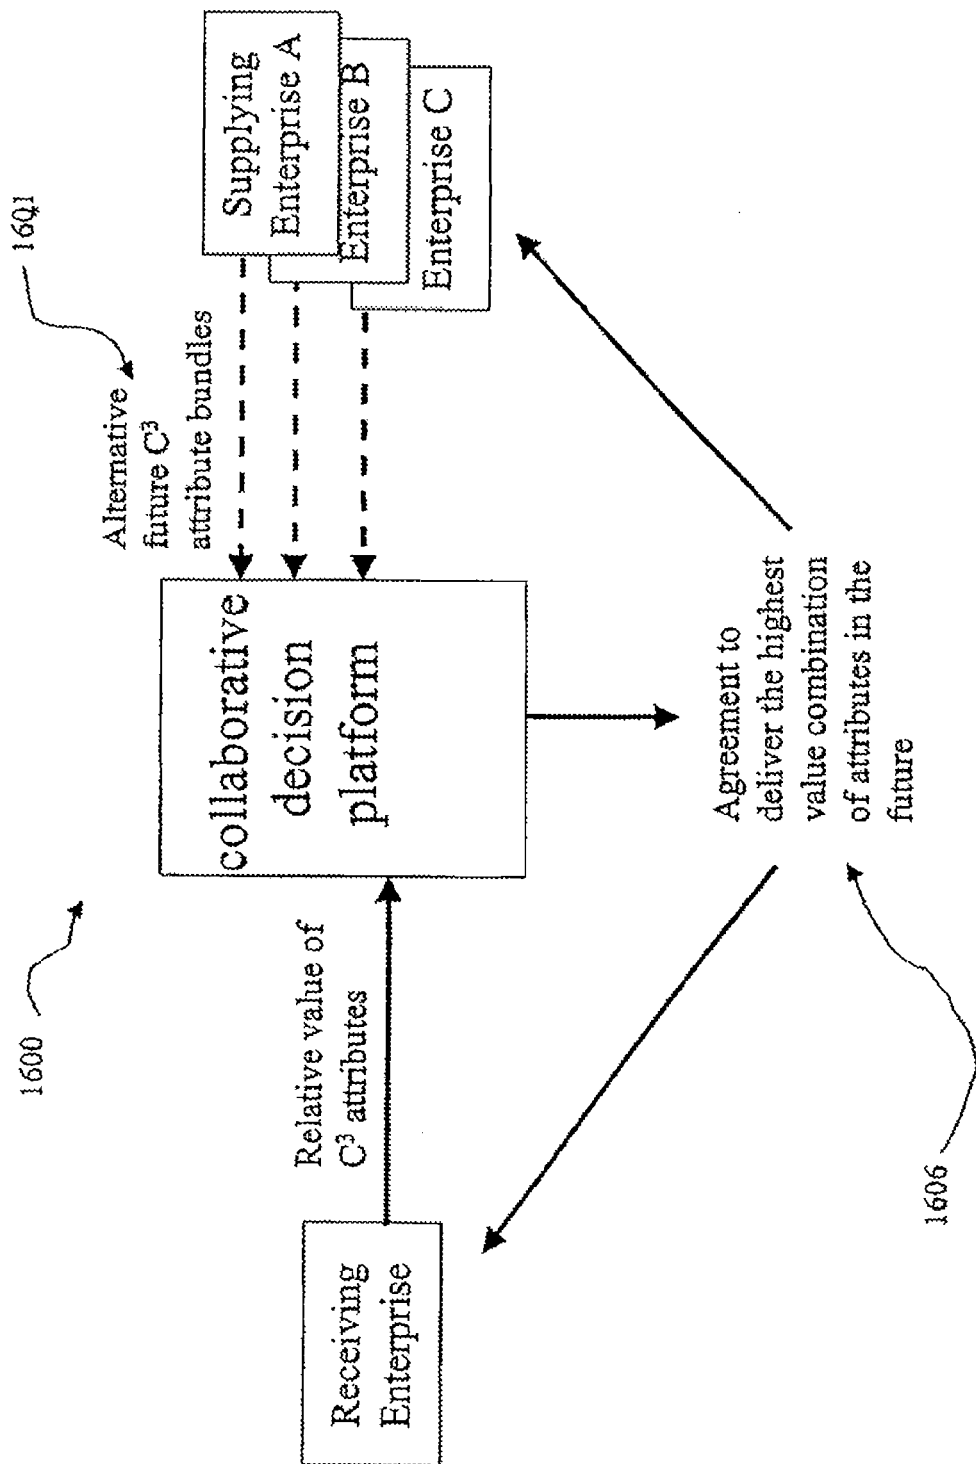 1600
1601
Alternative
future C³
attribute bundles
Receiving
Enterprise
Relative value of
C³ attributes
collaborative
decision
platform
Supplying
Enterprise A
Enterprise B
Enterprise C
Agreement to
deliver the highest
value combination
of attributes in the
future
1606